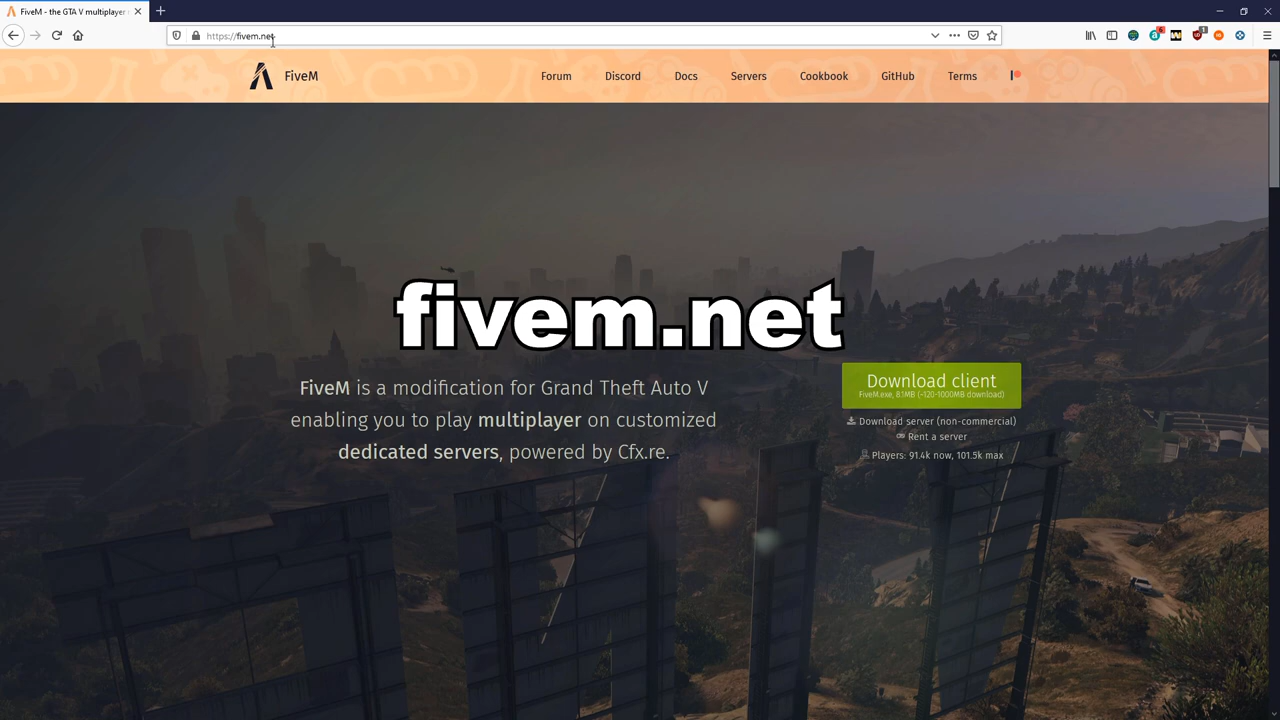 FiveM - the GTA V multiplayer
https://fivem.net
FiveM
Forum
Discord
Docs
Servers
Cookbook
GitHub
Terms
fivem.net
FiveM is a modification for Grand Theft Auto V
enabling you to play multiplayer on customized
dedicated servers, powered by Cfx.re.
Download client
FiveM.exe, 81MB (~120-1000MB download)
Download server (non-commercial)
Rent a server
Players: 91.4k now, 101.5k max